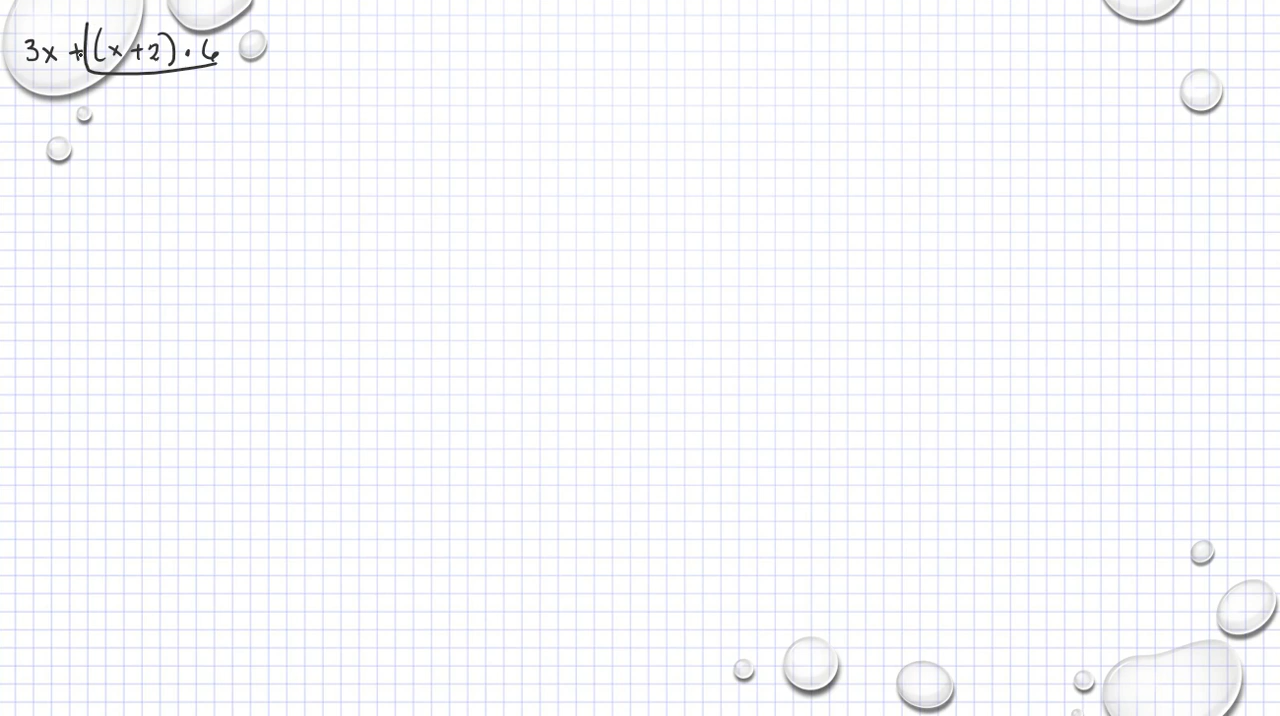 3x + (x+2) · 6